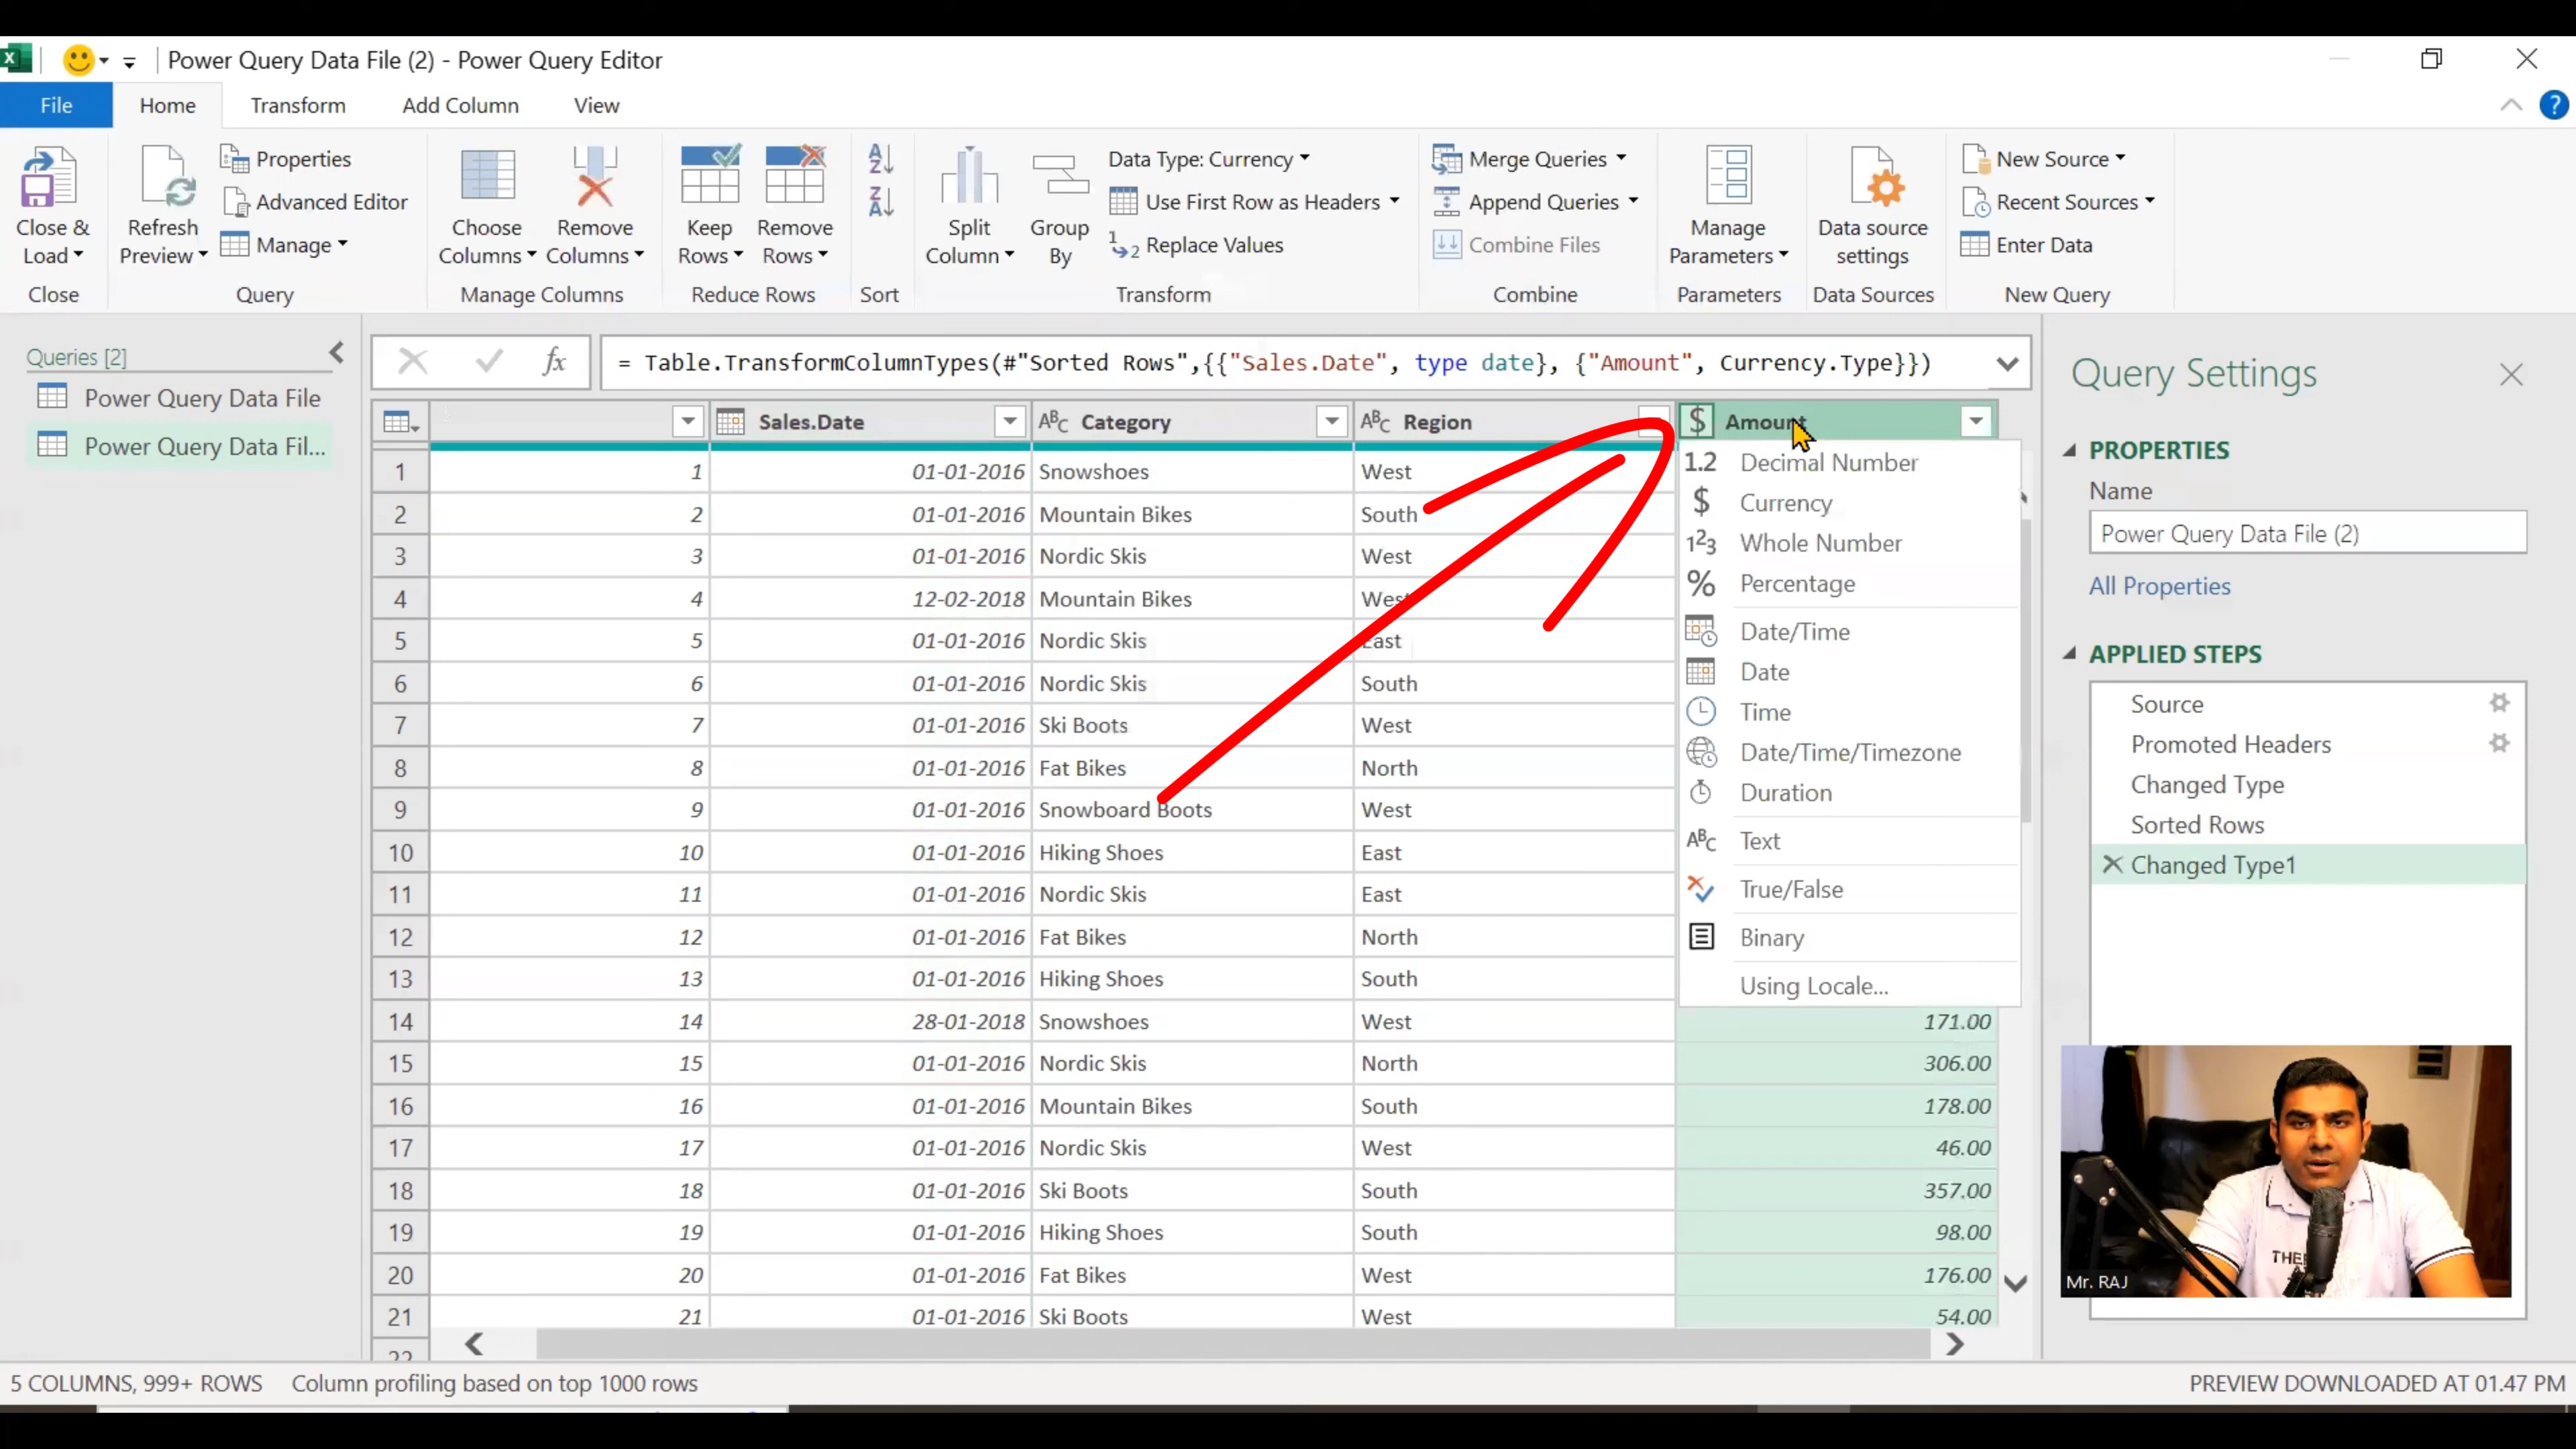 Power Query Data File (2) - Power Query Editor
File Home Transform Add Column View
Close & Load
Close
Refresh Preview
Properties
Advanced Editor
Manage
Query
Choose Columns
Remove Columns
Manage Columns
Keep Rows
Remove Rows
Reduce Rows
Sort
Split Column
Group By
Data Type: Currency
Use First Row as Headers
Replace Values
Transform
Merge Queries
Append Queries
Combine Files
Combine
Manage Parameters
Parameters
Data source settings
Data Sources
New Source
Recent Sources
Enter Data
New Query
Queries [2]
Power Query Data File
Power Query Data Fil...
fx = Table.TransformColumnTypes(#"Sorted Rows",{{"Sales.Date", type date}, {"Amount", Currency.Type}})
Sales.Date ABC Category ABC Region $ Amount
1 1 01-01-2016 Snowshoes West
2 2 01-01-2016 Mountain Bikes South
3 3 01-01-2016 Nordic Skis West
4 4 12-02-2018 Mountain Bikes West
5 5 01-01-2016 Nordic Skis East
6 6 01-01-2016 Nordic Skis South
7 7 01-01-2016 Ski Boots West
8 8 01-01-2016 Fat Bikes North
9 9 01-01-2016 Snowboard Boots West
10 10 01-01-2016 Hiking Shoes East
11 11 01-01-2016 Nordic Skis East
12 12 01-01-2016 Fat Bikes North
13 13 01-01-2016 Hiking Shoes South
14 14 28-01-2018 Snowshoes West 171.00
15 15 01-01-2016 Nordic Skis North 306.00
16 16 01-01-2016 Mountain Bikes South 178.00
17 17 01-01-2016 Nordic Skis West 46.00
18 18 01-01-2016 Ski Boots South 357.00
19 19 01-01-2016 Hiking Shoes South 98.00
20 20 01-01-2016 Fat Bikes West 176.00
21 21 01-01-2016 Ski Boots West 54.00
22
1.2 Decimal Number
$ Currency
123 Whole Number
% Percentage
Date/Time
Date
Time
Date/Time/Timezone
Duration
ABC Text
True/False
Binary
Using Locale...
Query Settings
PROPERTIES
Name
Power Query Data File (2)
All Properties
APPLIED STEPS
Source
Promoted Headers
Changed Type
Sorted Rows
Changed Type1
Mr. RAJ
5 COLUMNS, 999+ ROWS Column profiling based on top 1000 rows
PREVIEW DOWNLOADED AT 01.47 PM